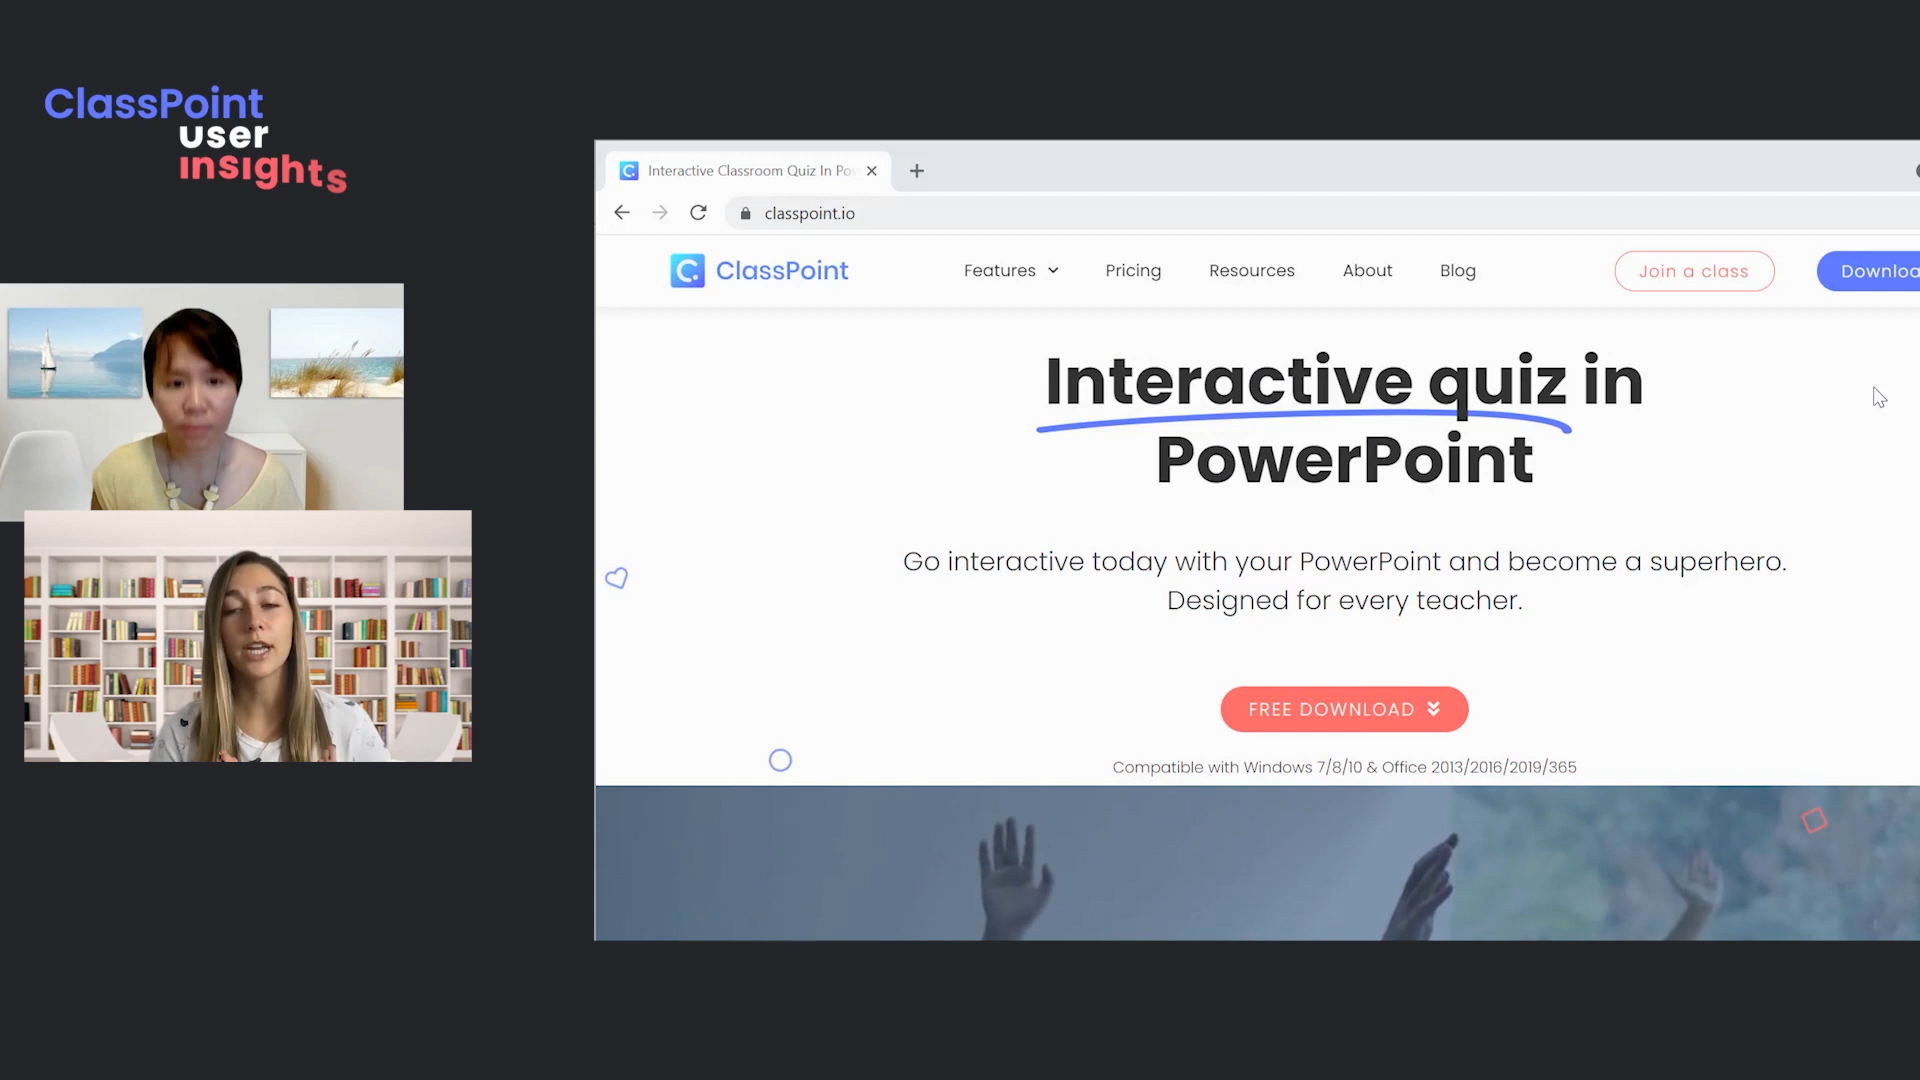 ClassPoint
user
insights
Interactive Classroom Quiz In Po
classpoint.io
ClassPoint
Features
Pricing
Resources
About
Blog
Join a class
Downloa
Interactive quiz in
PowerPoint
Go interactive today with your PowerPoint and become a superhero.
Designed for every teacher.
FREE DOWNLOAD
Compatible with Windows 7/8/10 & Office 2013/2016/2019/365